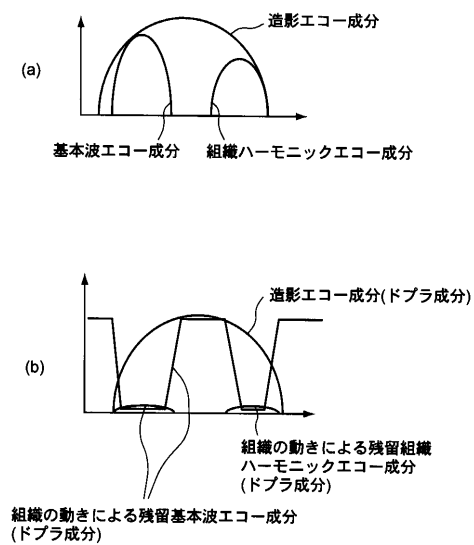 造影エコー成分
(a)
基本波エコー成分
組織ハーモニックエコー成分
造影エコー成分(ドプラ成分)
(b)
組織の動きによる残留組織
ハーモニックエコー成分
(ドプラ成分)
組織の動きによる残留基本波エコー成分
(ドプラ成分)